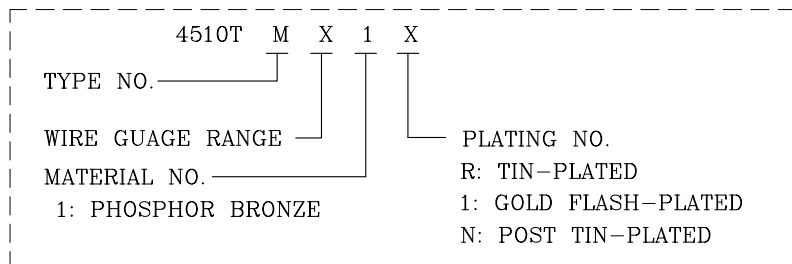 4510T M X 1 X
TYPE NO.
WIRE GUAGE RANGE
MATERIAL NO.
1: PHOSPHOR BRONZE
PLATING NO.
R: TIN-PLATED
1: GOLD FLASH-PLATED
N: POST TIN-PLATED